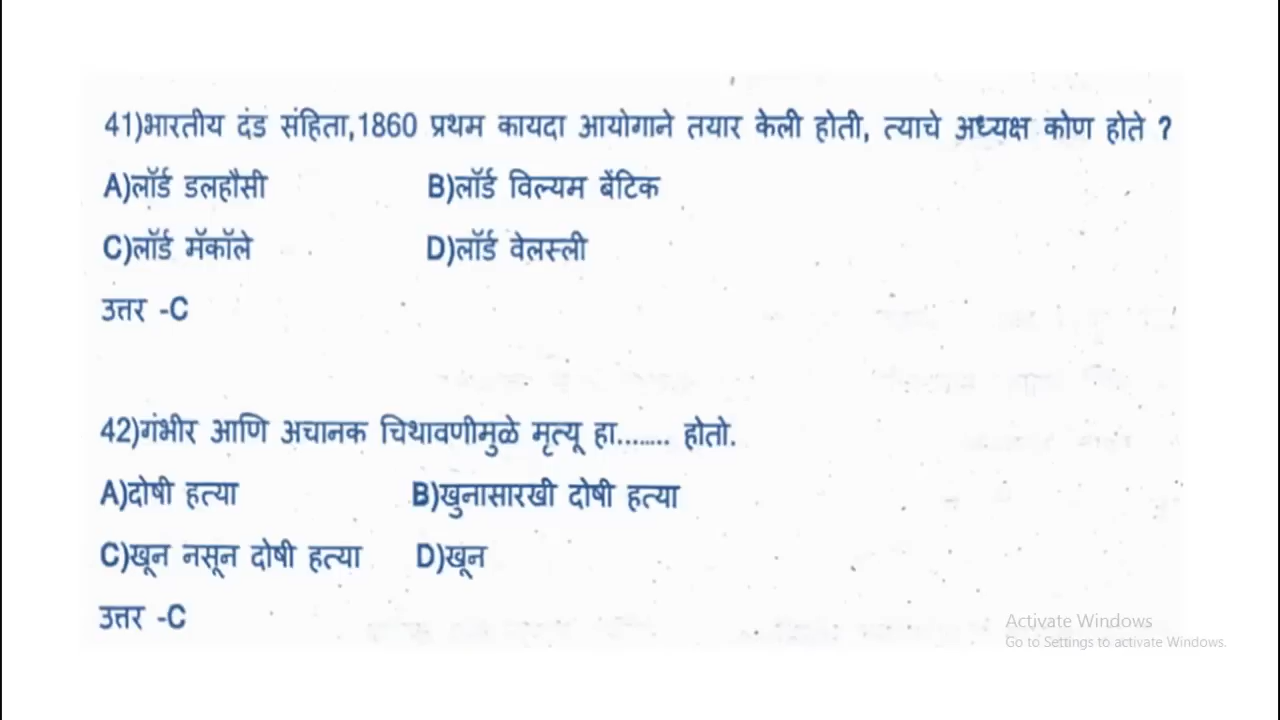 41)भारतीय दंड संहिता,1860 प्रथम कायदा आयोगाने तयार केली होती, त्याचे अध्यक्ष कोण होते ?
A)लॉर्ड डलहौसी B)लॉर्ड विल्यम बेंटिक
C)लॉर्ड मॅकॉले D)लॉर्ड वेलस्ली
उत्तर -C
42)गंभीर आणि अचानक चिथावणीमुळे मृत्यू हा....... होतो.
A)दोषी हत्या B)खुनासारखी दोषी हत्या
C)खून नसून दोषी हत्या D)खून
उत्तर -C
Activate Windows
Go to Settings to activate Windows.